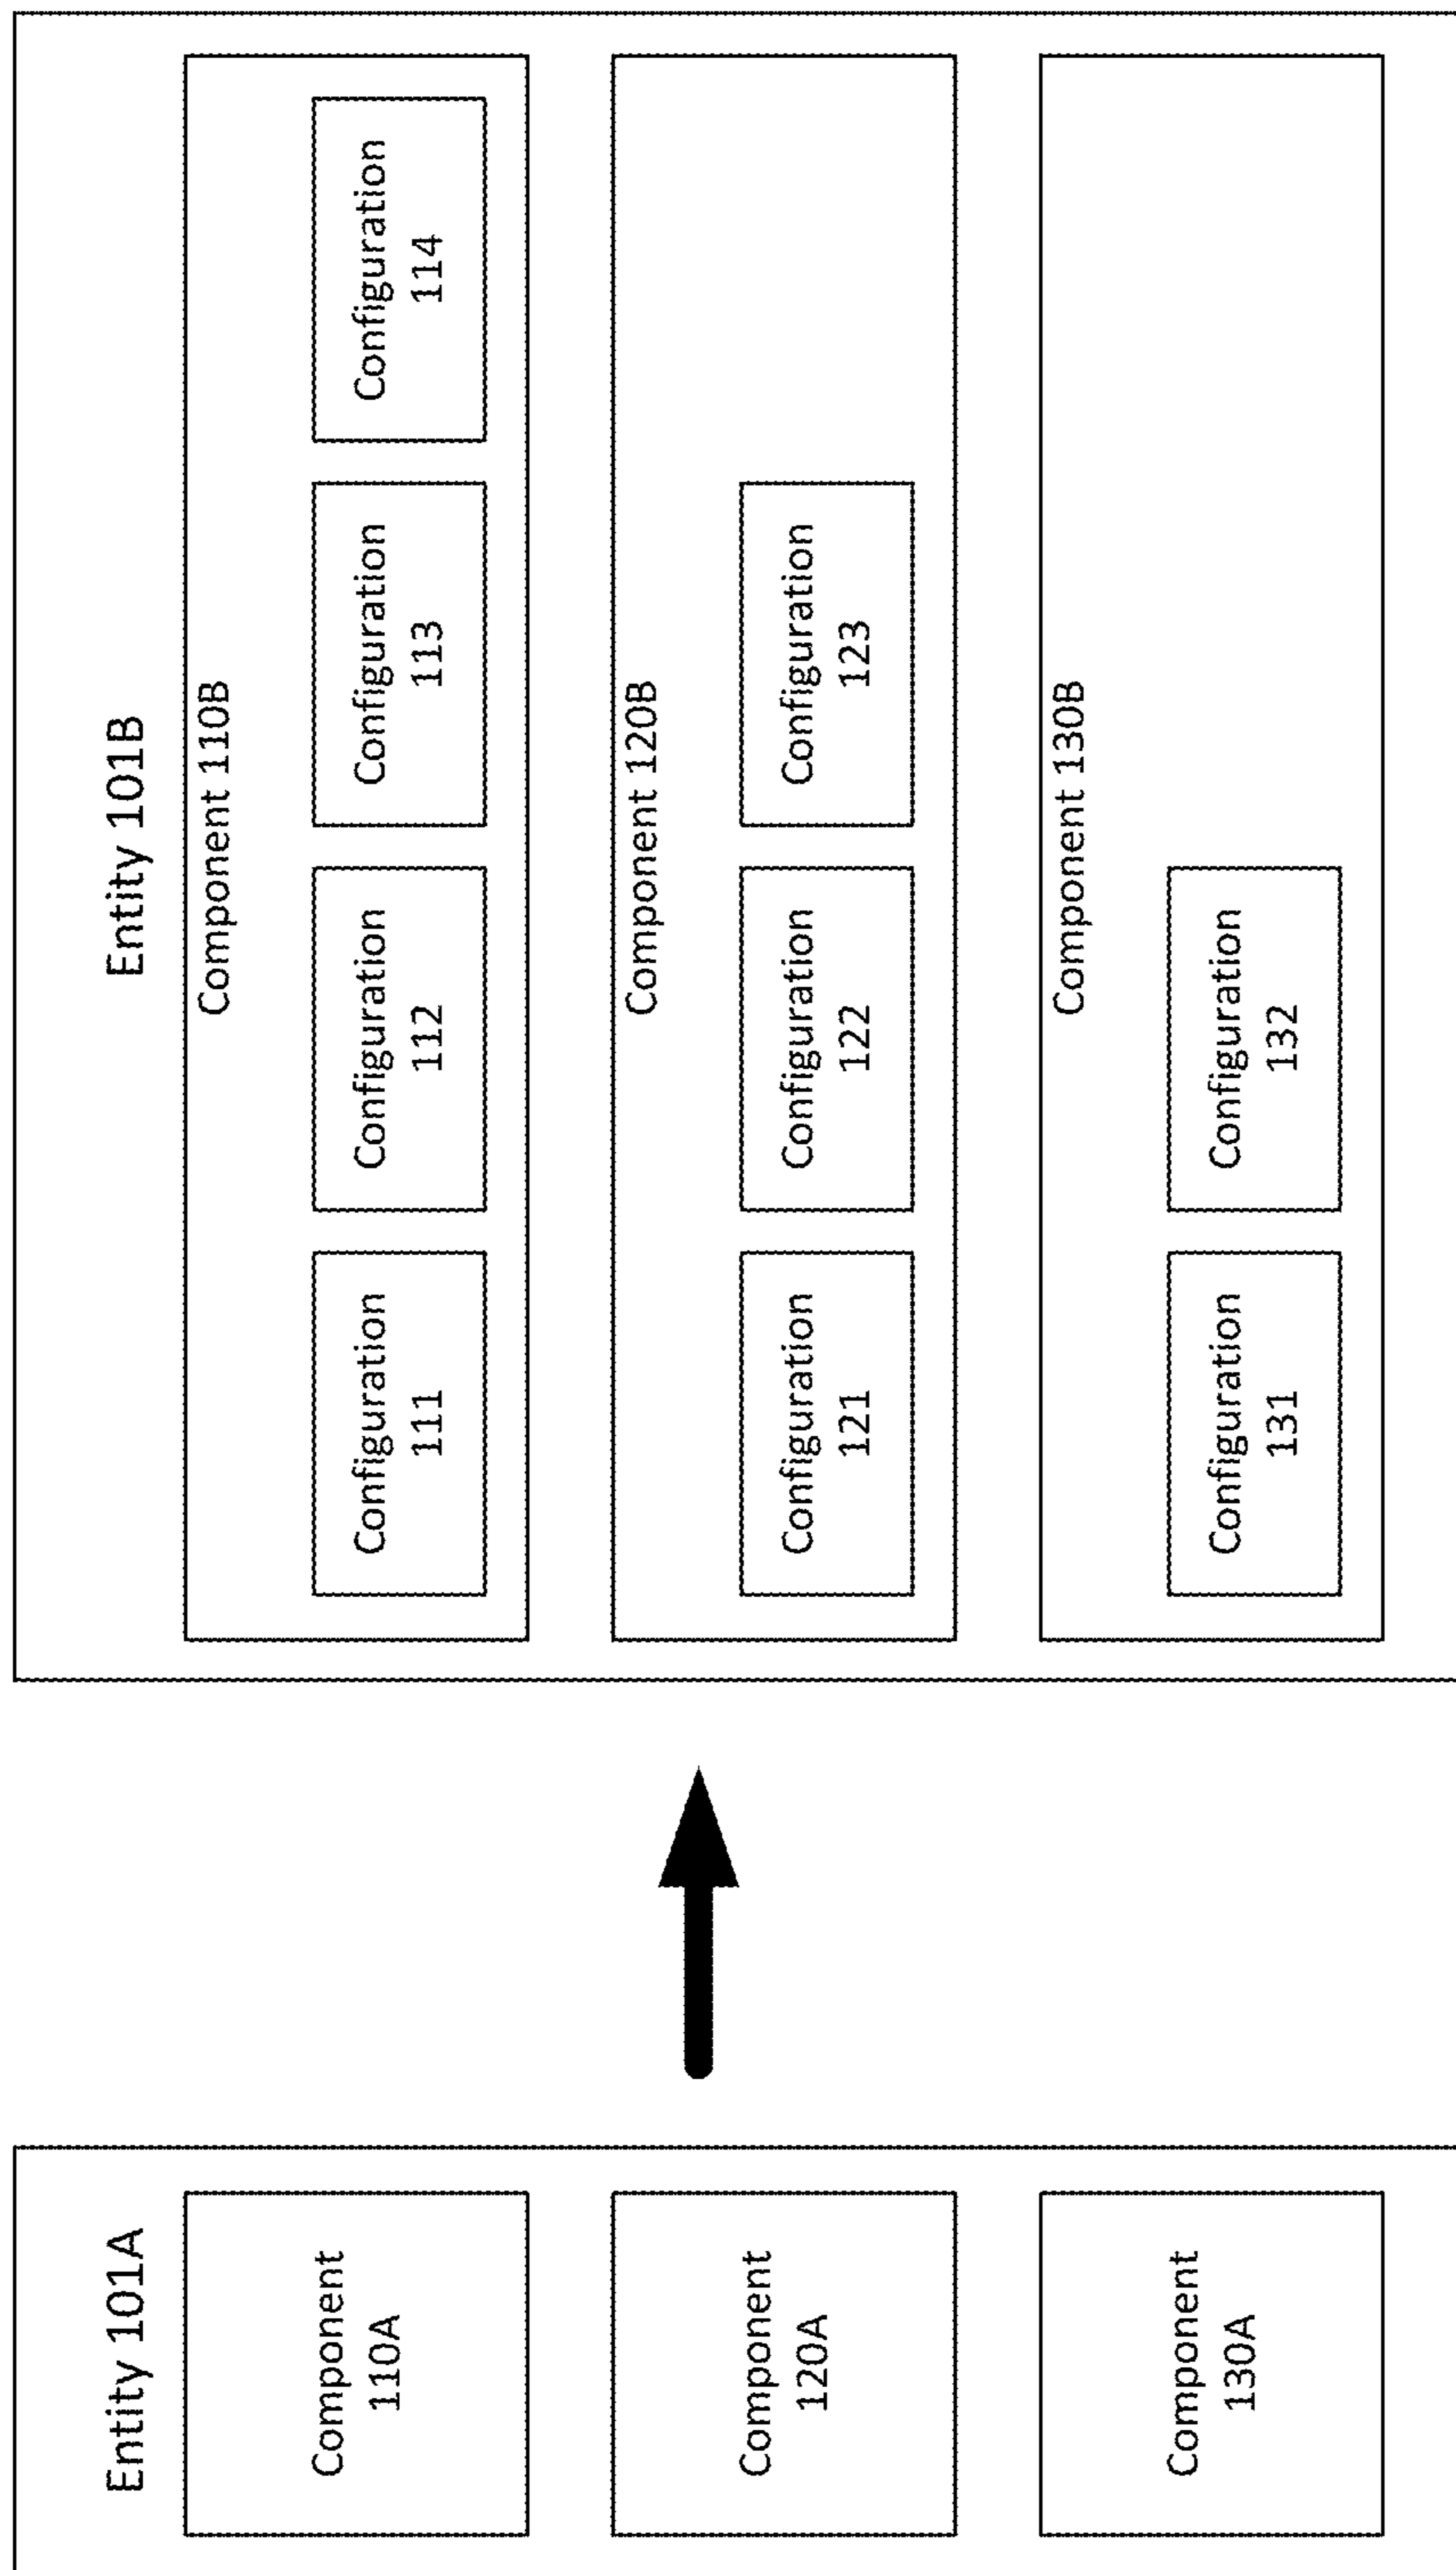 Entity 101A
Component
110A
Component
120A
Component
130A
Entity 101B
Component 110B
Configuration
111
Configuration
112
Configuration
113
Configuration
114
Component 120B
Configuration
121
Configuration
122
Configuration
123
Component 130B
Configuration
131
Configuration
132